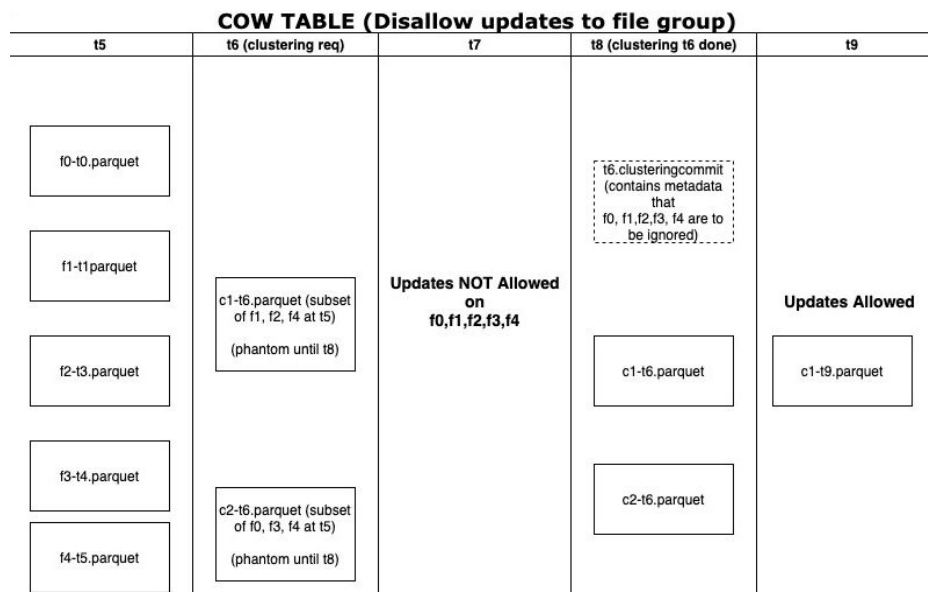 COW TABLE (Disallow updates to file group)
t5
t6 (clustering req)
t7
t8 (clustering t6 done)
t9
f0-t0.parquet
f1-t1parquet
f2-t3.parquet
f3-t4.parquet
f4-t5.parquet
c1-t6.parquet (subset
of f1, f2, f4 at t5)
(phantom until t8)
c2-t6.parquet (subset
of f0, f3, f4 at t5)
(phantom until t8)
Updates NOT Allowed
on
f0,f1,f2,f3,f4
t6.clusteringcommit
(contains metadata
that
f0, f1,f2,f3, f4 are to
be ignored)
c1-t6.parquet
c2-t6.parquet
Updates Allowed
c1-t9.parquet